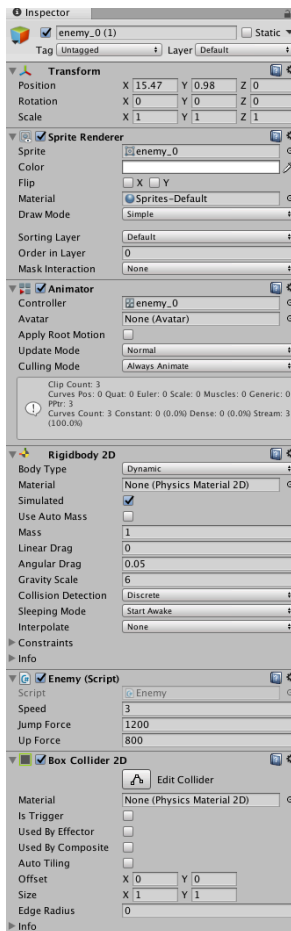 Inspector
enemy_0 (1) Static
Tag Untagged Layer Default
Transform
Position X 15.47 Y 0.98 Z 0
Rotation X 0 Y 0 Z 0
Scale X 1 Y 1 Z 1
Sprite Renderer
Sprite enemy_0
Color
Flip X Y
Material Sprites-Default
Draw Mode Simple
Sorting Layer Default
Order in Layer 0
Mask Interaction None
Animator
Controller enemy_0
Avatar None (Avatar)
Apply Root Motion
Update Mode Normal
Culling Mode Always Animate
Clip Count: 3
Curves Pos: 0 Quat: 0 Euler: 0 Scale: 0 Muscles: 0 Generic: 0
PPtr: 3
Curves Count: 3 Constant: 0 (0.0%) Dense: 0 (0.0%) Stream: 3
(100.0%)
Rigidbody 2D
Body Type Dynamic
Material None (Physics Material 2D)
Simulated
Use Auto Mass
Mass 1
Linear Drag 0
Angular Drag 0.05
Gravity Scale 6
Collision Detection Discrete
Sleeping Mode Start Awake
Interpolate None
Constraints
Info
Enemy (Script)
Script Enemy
Speed 3
Jump Force 1200
Up Force 800
Box Collider 2D
Edit Collider
Material None (Physics Material 2D)
Is Trigger
Used By Effector
Used By Composite
Auto Tiling
Offset X 0 Y 0
Size X 1 Y 1
Edge Radius 0
Info